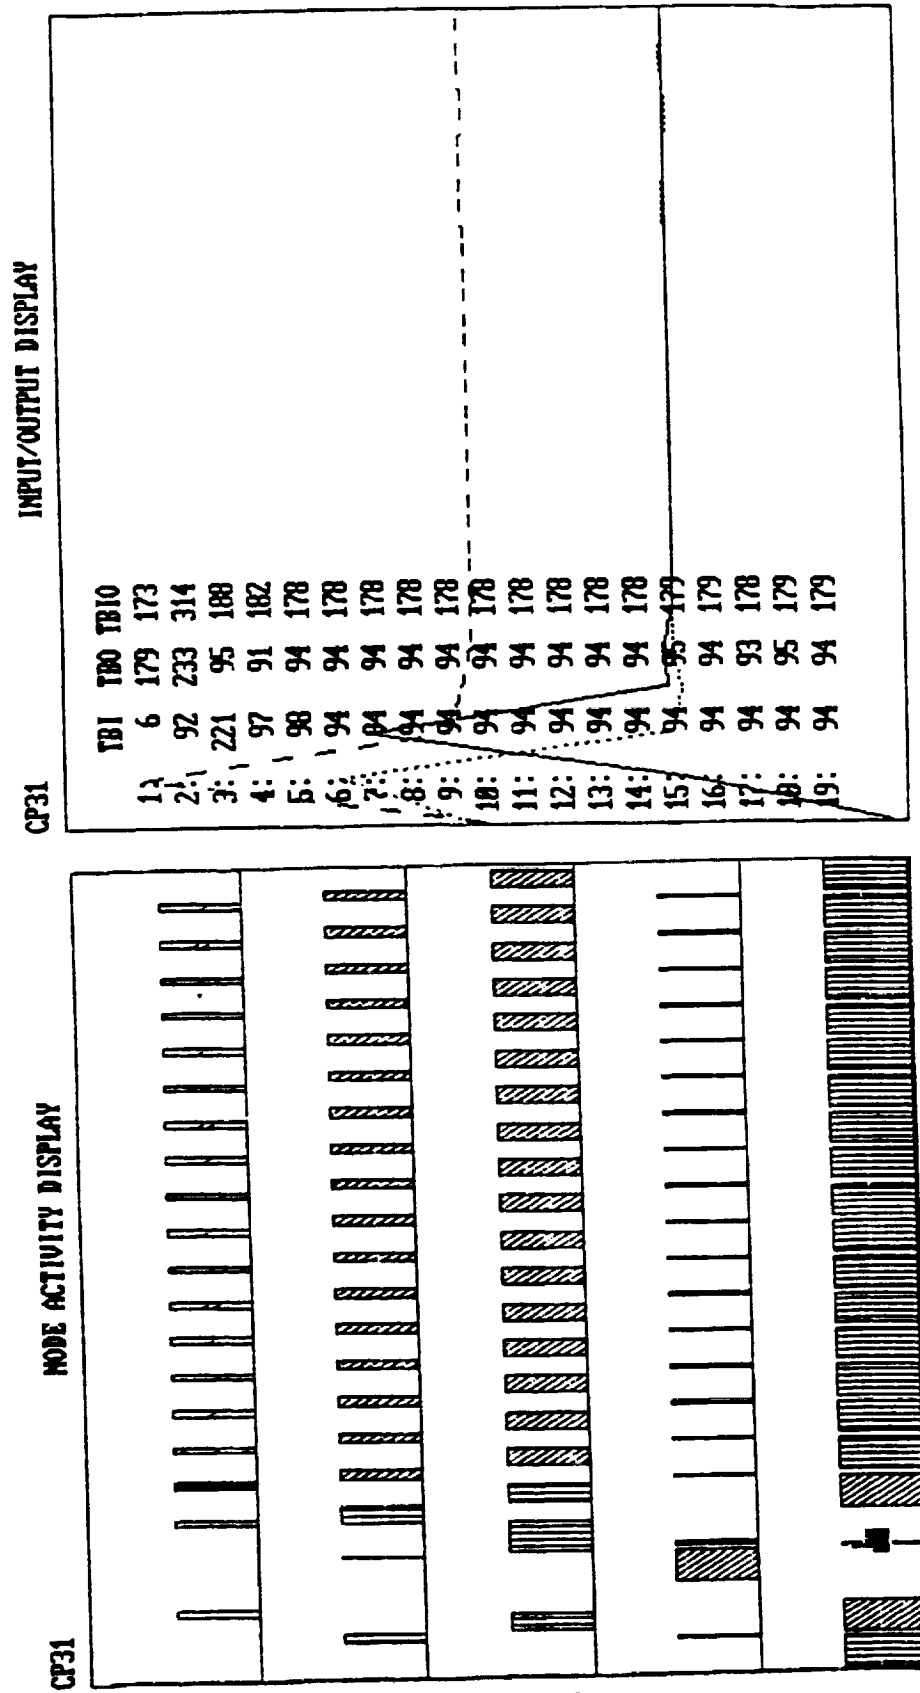 CP31 NODE ACTIVITY DISPLAY
CP31 INPUT/OUTPUT DISPLAY
TBI TBO TBIO
1: 6 179 173
2: 92 233 314
3: 221 95 188
4: 97 91 182
5: 98 94 178
6: 94 94 178
7: 94 94 178
8: 94 94 178
9: 94 94 178
10: 94 94 178
11: 94 94 178
12: 94 94 178
13: 94 94 178
14: 94 94 178
15: 94 95 179
16: 94 94 179
17: 94 93 178
18: 94 95 179
19: 94 94 179